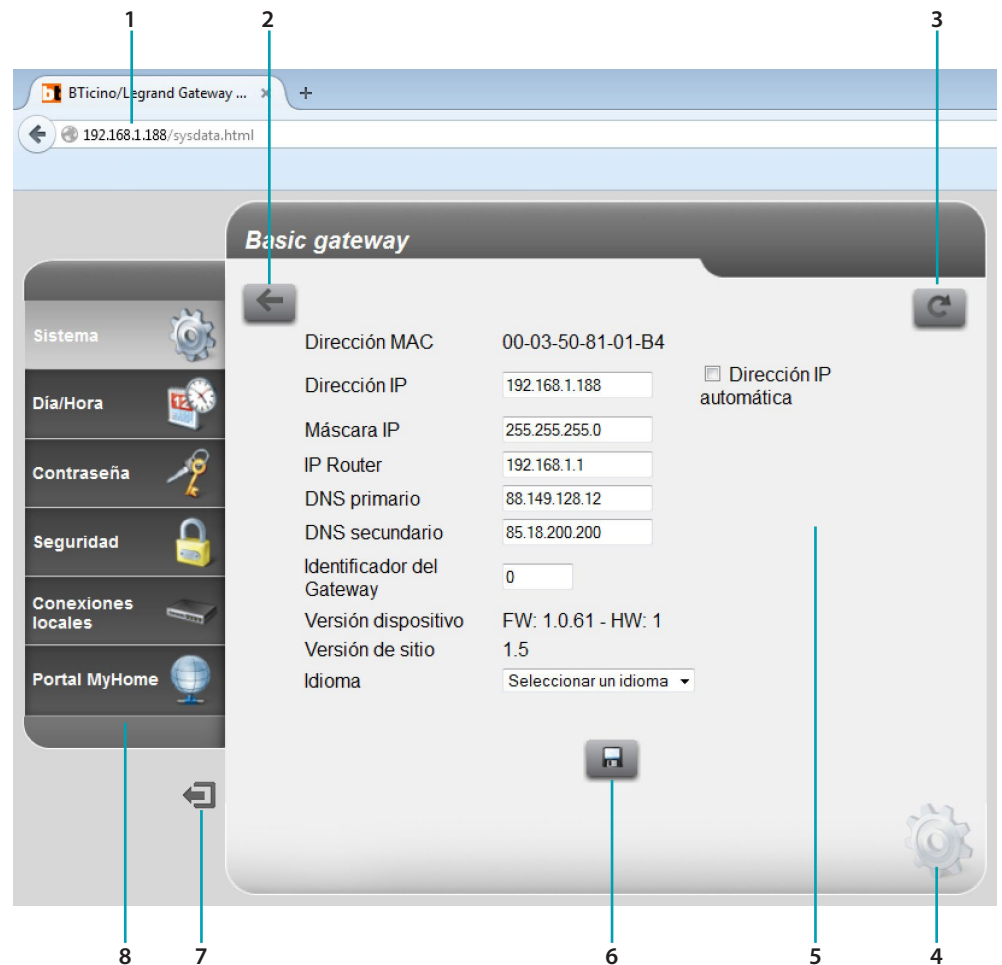 1 2 3
BTicino/Legrand Gateway ... × +
192.168.1.188/sysdata.html
Basic gateway
Sistema
Día/Hora
12
Contraseña
Seguridad
Conexiones
locales
Portal MyHome
Dirección MAC 00-03-50-81-01-B4
Dirección IP 192.168.1.188 Dirección IP
automática
Máscara IP 255.255.255.0
IP Router 192.168.1.1
DNS primario 88.149.128.12
DNS secundario 85.18.200.200
Identificador del
Gateway 0
Versión dispositivo FW: 1.0.61 - HW: 1
Versión de sitio 1.5
Idioma Seleccionar un idioma
8 7 6 5 4